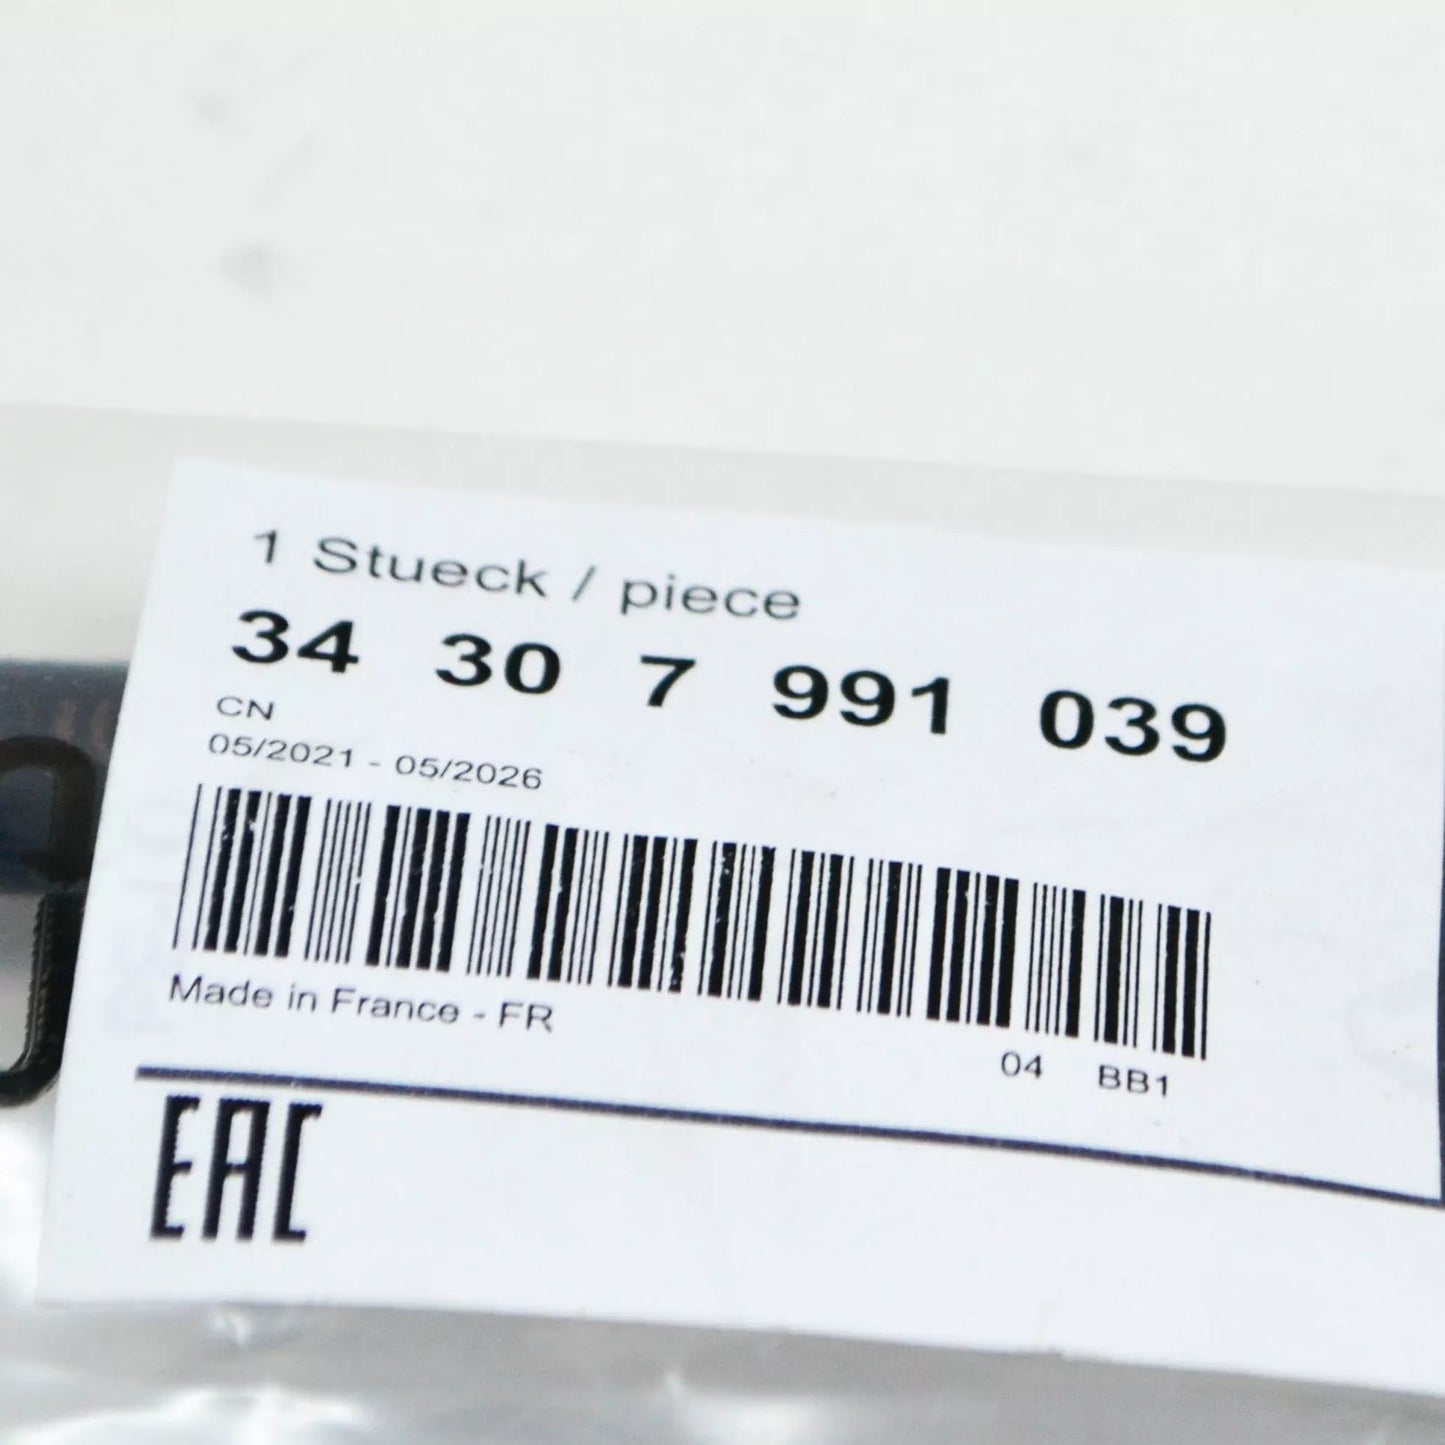 1 Stueck / piece
34 30 7 991 039
CN
05/2021 - 05/2026
Made in France - FR
04 BB1
EAC